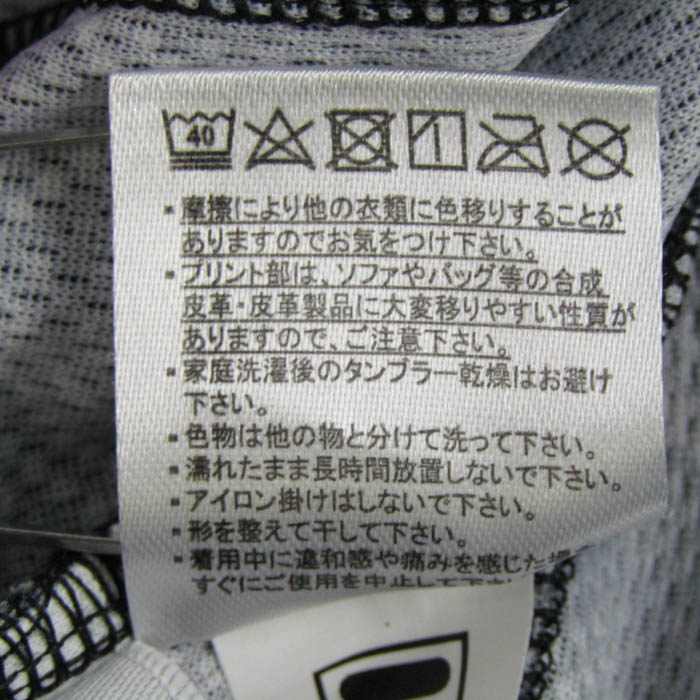 40
・摩擦により他の衣類に色移りすることが
ありますのでお気をつけ下さい。
・プリント部は、ソファやバッグ等の合成
皮革・皮革製品に大変移りやすい性質が
ありますので、ご注意下さい。
・家庭洗濯後のタンブラー乾燥はお避け
下さい。
・色物は他の物と分けて洗って下さい。
・濡れたまま長時間放置しないで下さい。
・アイロン掛けはしないで下さい。
・形を整えて干して下さい。
・着用中に違和感や痛みを感じた場
すぐにご使用を中止して下さい